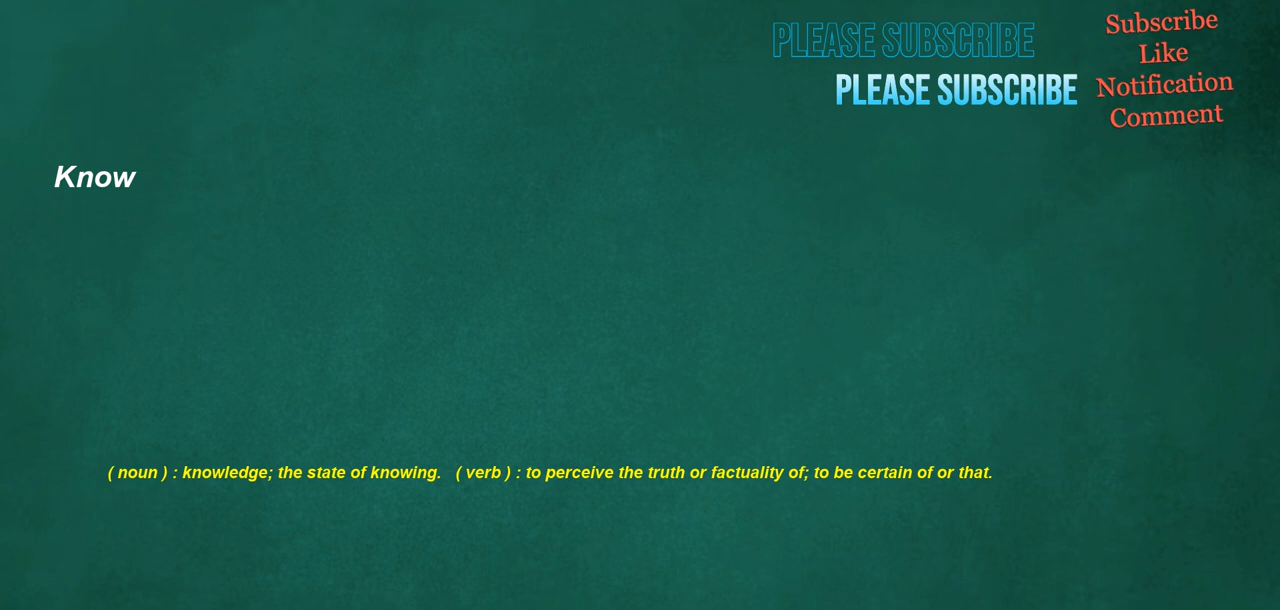 PLEASE SUBSCRIBE
PLEASE SUBSCRIBE
Subscribe
Like
Notification
Comment
Know
( noun ) : knowledge; the state of knowing.   ( verb ) : to perceive the truth or factuality of; to be certain of or that.